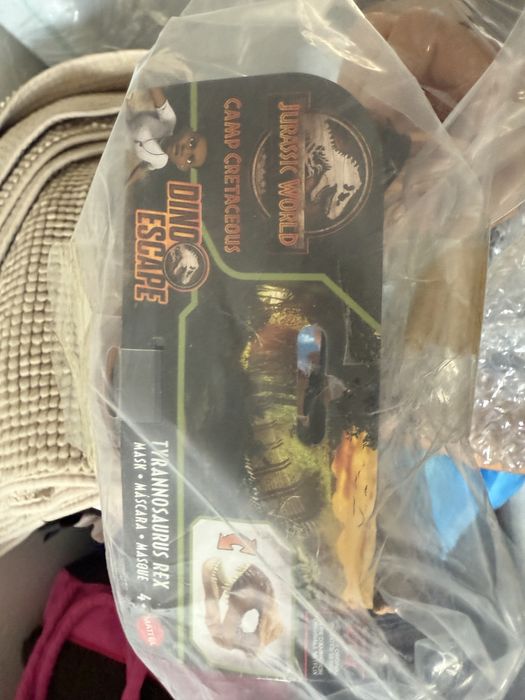 JURASSIC WORLD
CAMP CRETACEOUS
DINO
ESCAPE
TYRANNOSAURUS REX
MASK • MÁSCARA • MASQUE
4+
MATTEL